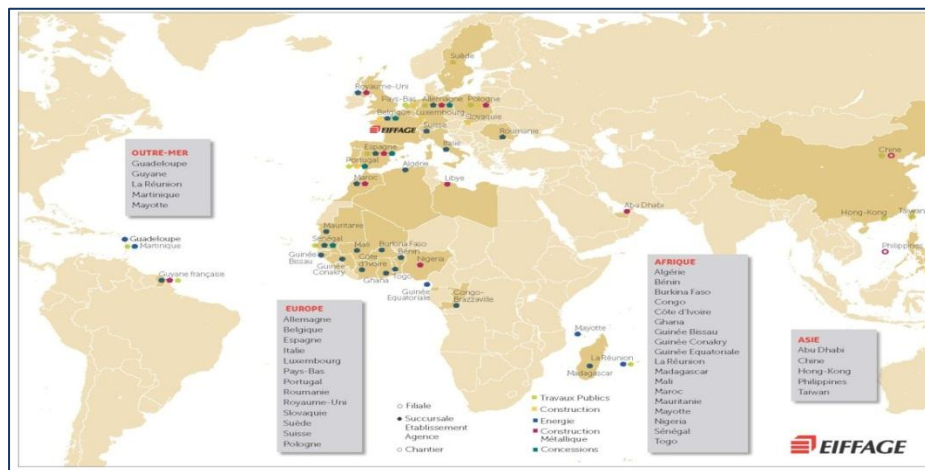 Suède
Royaume-Uni
Pays-Bas
Allemagne
Pologne
Belgique
Luxembourg
Slovaquie
EIFFAGE
Suisse
Roumanie
Italie
Espagne
Portugal
Algérie
Maroc
Libye
Chine
Abu Dhabi
Hong-Kong
Taiwan
Philippines
OUTRE-MER
Guadeloupe
Guyane
La Réunion
Martinique
Mayotte
Guadeloupe
Martinique
Guyane française
Mauritanie
Sénégal
Mali
Burkina Faso
Bénin
Guinée
Bissau
Guinée
Conakry
Côte
d'Ivoire
Ghana
Togo
Nigeria
Guinée
Equatoriale
Congo-
Brazzaville
Mayotte
La Réunion
Madagascar
EUROPE
Allemagne
Belgique
Espagne
Italie
Luxembourg
Pays-Bas
Portugal
Roumanie
Royaume-Uni
Slovaquie
Suède
Suisse
Pologne
Filiale
Succursale
Etablissement
Agence
Chantier
Travaux Publics
Construction
Energie
Construction
Métallique
Concessions
AFRIQUE
Algérie
Bénin
Burkina Faso
Congo
Côte d'Ivoire
Ghana
Guinée Bissau
Guinée Conakry
Guinée Equatoriale
La Réunion
Madagascar
Mali
Maroc
Mauritanie
Mayotte
Nigeria
Sénégal
Togo
ASIE
Abu Dhabi
Chine
Hong-Kong
Philippines
Taiwan
EIFFAGE